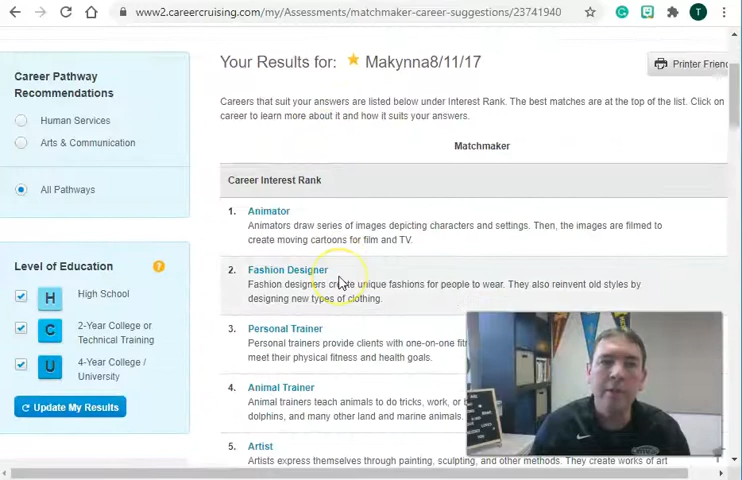 www2.careercruising.com/my/Assessments/matchmaker-career-suggestions/23741940
T
Career Pathway
Recommendations
Human Services
Arts & Communication
All Pathways
Level of Education
?
H
High School
C
2-Year College or
Technical Training
U
4-Year College /
University
Update My Results
Your Results for: Makynna8/11/17
Printer Frien
Careers that suit your answers are listed below under Interest Rank. The best matches are at the top of the list. Click on
career to learn more about it and how it suits your answers.
Matchmaker
Career Interest Rank
1. Animator
Animators draw series of images depicting characters and settings. Then, the images are filmed to
create moving cartoons for film and TV.
2. Fashion Designer
Fashion designers create unique fashions for people to wear. They also reinvent old styles by
designing new types of clothing.
3. Personal Trainer
Personal trainers provide clients with one-on-one fit
meet their physical fitness and health goals.
4. Animal Trainer
Animal trainers teach animals to do tricks, work, or
dolphins, and many other land and marine animals.
5. Artist
Artists express themselves through painting, sculpting, and other methods. They create works of art